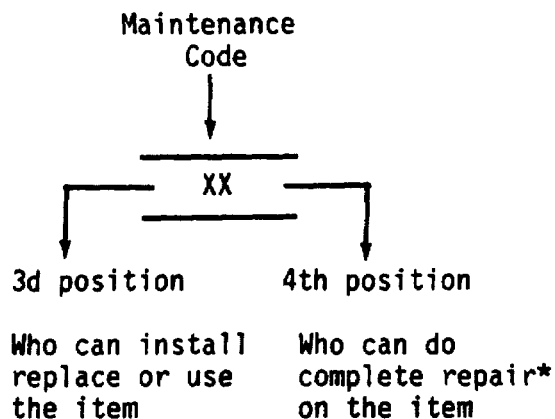 Maintenance
Code
XX
3d position
4th position
Who can install
replace or use
the item
Who can do
complete repair*
on the item